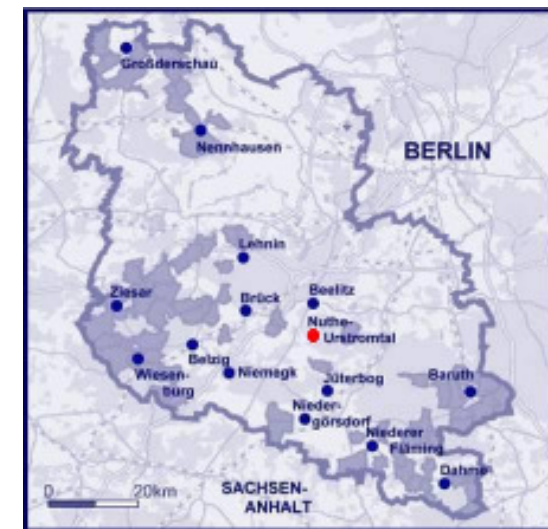 Großderschau
Nennhausen
BERLIN
Lehnin
Ziesar
Brück
Beelitz
Nuthe-
Urstromtal
Belzig
Wiesen-
burg
Niemegk
Jüterbog
Baruth
Nieder-
görsdorf
Niederer
Fläming
Dahme
0 20km
SACHSEN-
ANHALT